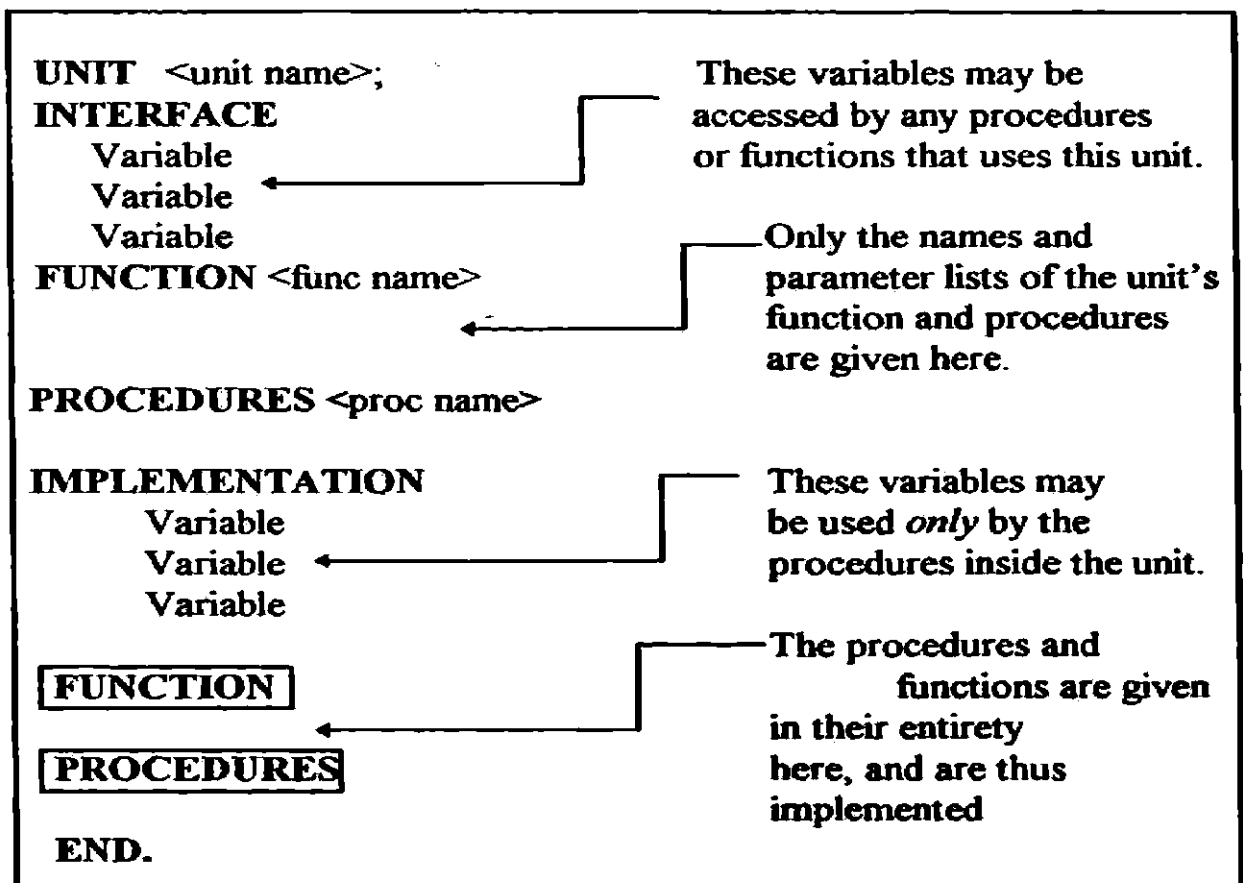 UNIT <unit name>;
INTERFACE
Variable
Variable
Variable
These variables may be
accessed by any procedures
or functions that uses this unit.
FUNCTION <func name>
Only the names and
parameter lists of the unit's
function and procedures
are given here.
PROCEDURES <proc name>
IMPLEMENTATION
Variable
Variable
Variable
These variables may
be used only by the
procedures inside the unit.
FUNCTION
PROCEDURES
The procedures and
functions are given
in their entirety
here, and are thus
implemented
END.